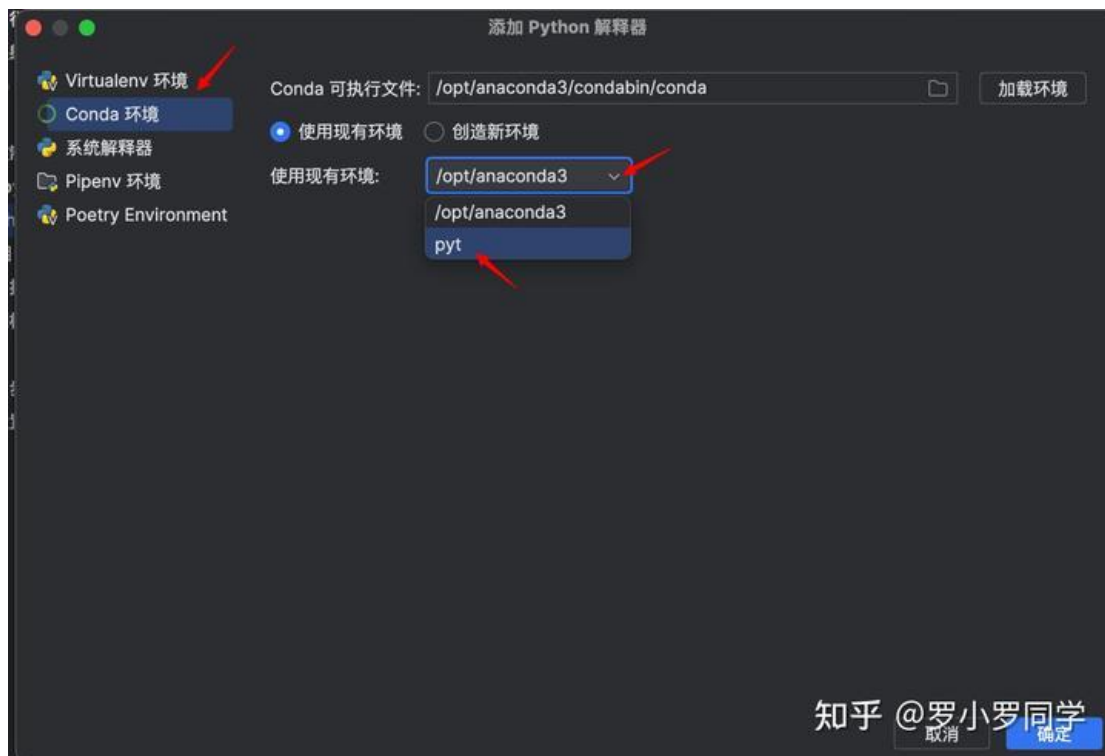 添加 Python 解释器
Virtualenv 环境
Conda 环境
系统解释器
Pipenv 环境
Poetry Environment
Conda 可执行文件: /opt/anaconda3/condabin/conda 加载环境
使用现有环境 创造新环境
使用现有环境: /opt/anaconda3
/opt/anaconda3
pyt
知乎 @罗小罗同学
取消 确定